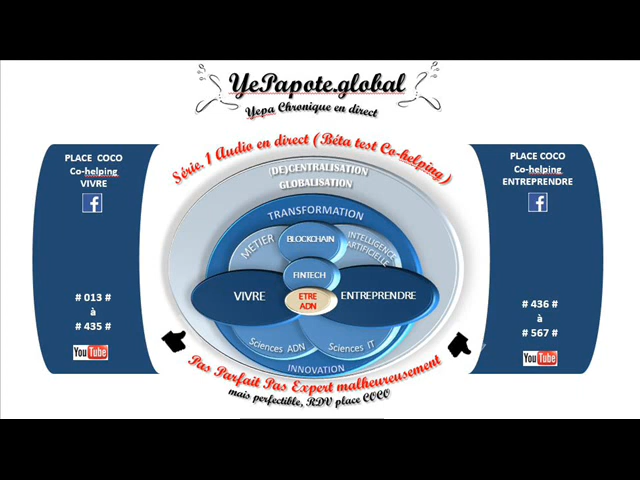 YePapote.global
Yepa Chronique en direct
Série, 1 Audio en direct (Béta test Co-helping)
PLACE COCO
Co-helping
VIVRE
# 013 #
à
# 435 #
YouTube
(DE)CENTRALISATION
GLOBALISATION
TRANSFORMATION
METIER
BLOCKCHAIN
INTELLIGENCE
ARTIFICIELLE
FINTECH
VIVRE
ETRE
ADN
ENTREPRENDRE
Sciences ADN
Sciences IT
INNOVATION
Pas Parfait Pas Expert malheureusement
mais perfectible, RDV place COCO
PLACE COCO
Co-helping
ENTREPRENDRE
# 436 #
à
# 567 #
YouTube